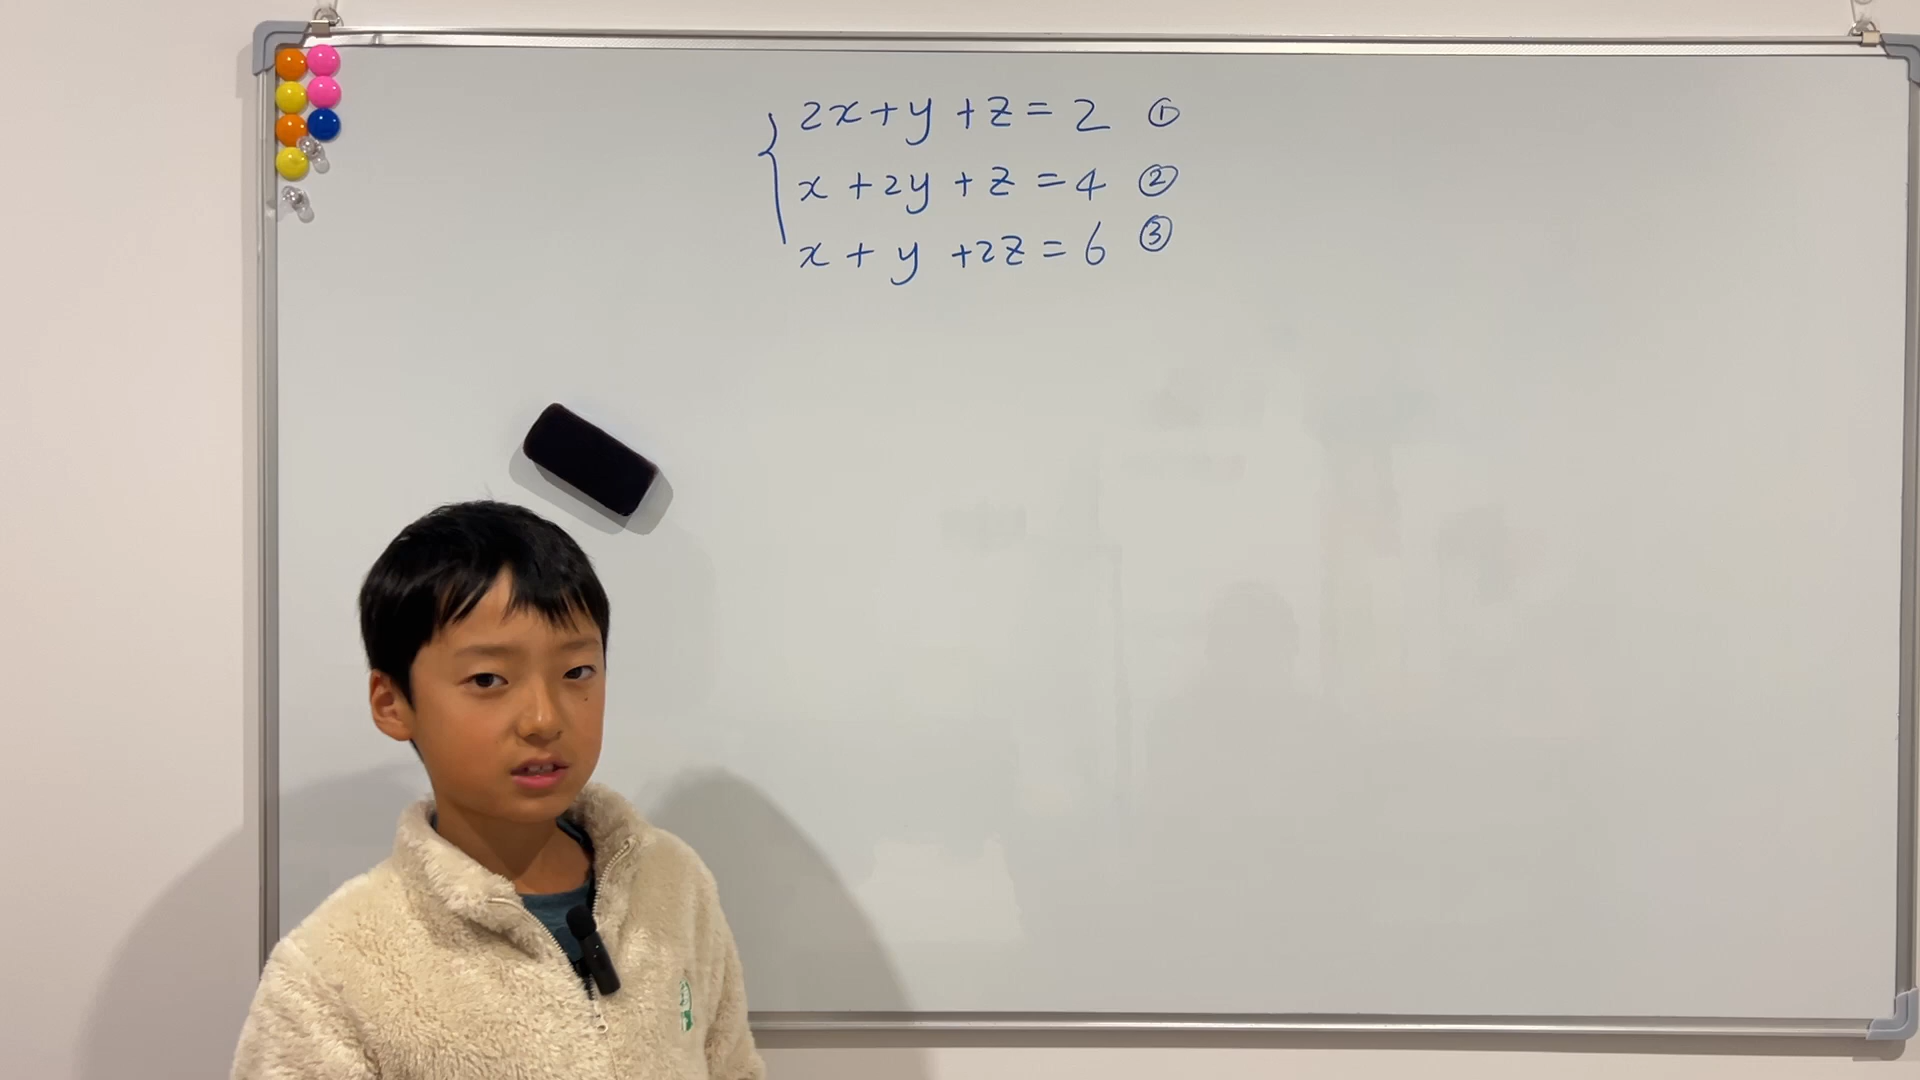 2x+y+z=2 ①
x+2y+z=4 ②
x+y+2z=6 ③